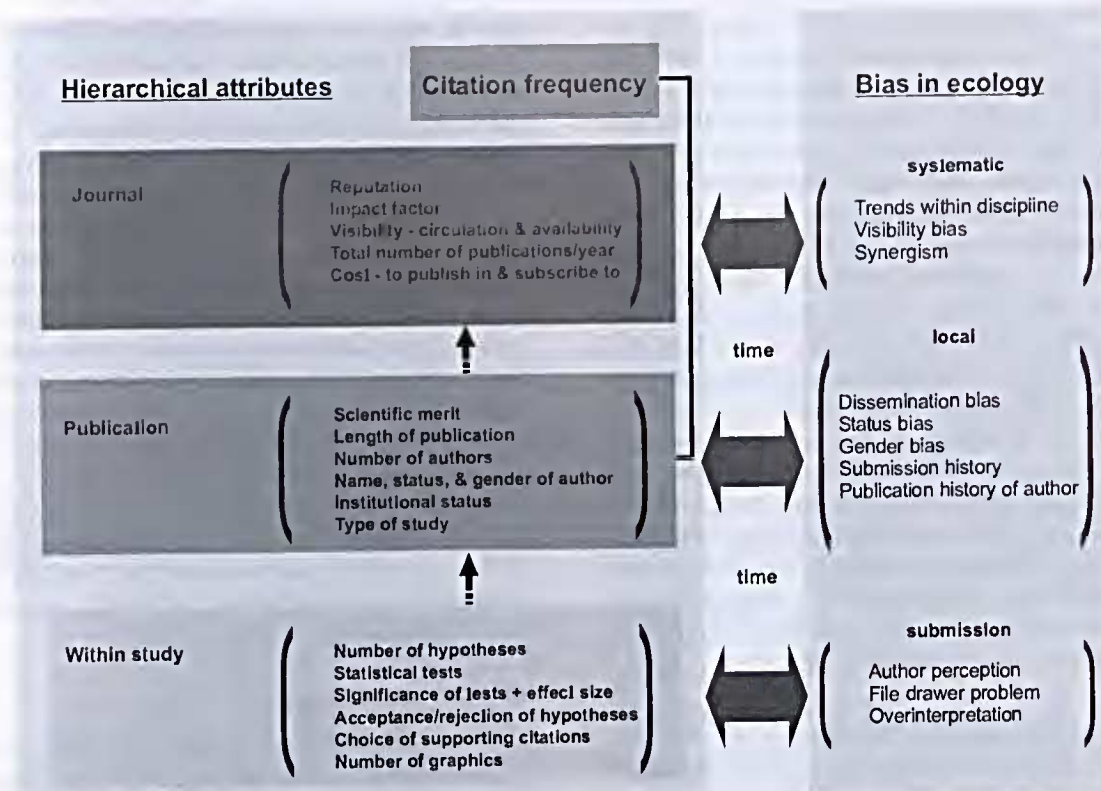 Hierarchical attributes
Citation frequency
Bias in ecology
Journal
Reputation
Impact factor
Visibility - circulation & availability
Total number of publications/year
Cost - to publish in & subscribe to
systematic
Trends within discipline
Visibility bias
Synergism
time
local
Publication
Scientific merit
Length of publication
Number of authors
Name, status, & gender of author
Institutional status
Type of study
Dissemination bias
Status bias
Gender bias
Submission history
Publication history of author
time
submission
Within study
Number of hypotheses
Statistical tests
Significance of tests + effect size
Acceptance/rejection of hypotheses
Choice of supporting citations
Number of graphics
Author perception
File drawer problem
Overinterpretation